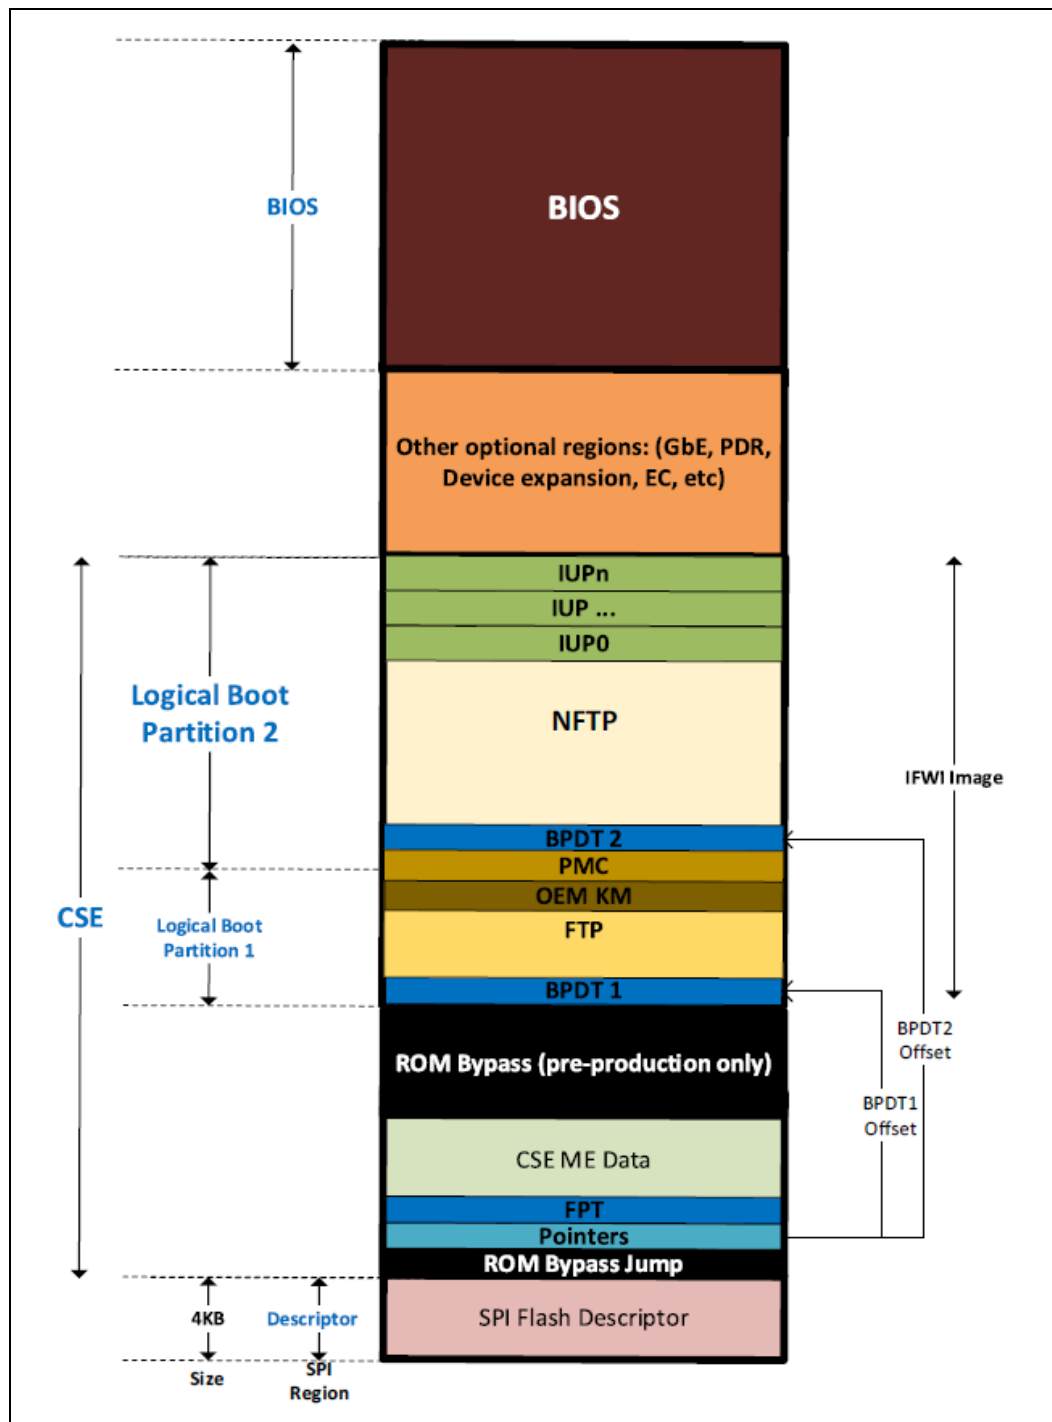 BIOS
BIOS
Other optional regions: (GbE, PDR,
Device expansion, EC, etc)
IUPn
IUP ...
IUP0
Logical Boot
Partition 2
NFTP
IFWI Image
BPDT 2
PMC
OEM KM
CSE
Logical Boot
Partition 1
FTP
BPDT 1
BPDT2
Offset
ROM Bypass (pre-production only)
BPDT1
Offset
CSE ME Data
FPT
Pointers
ROM Bypass Jump
4KB
Descriptor
SPI Flash Descriptor
Size
SPI
Region